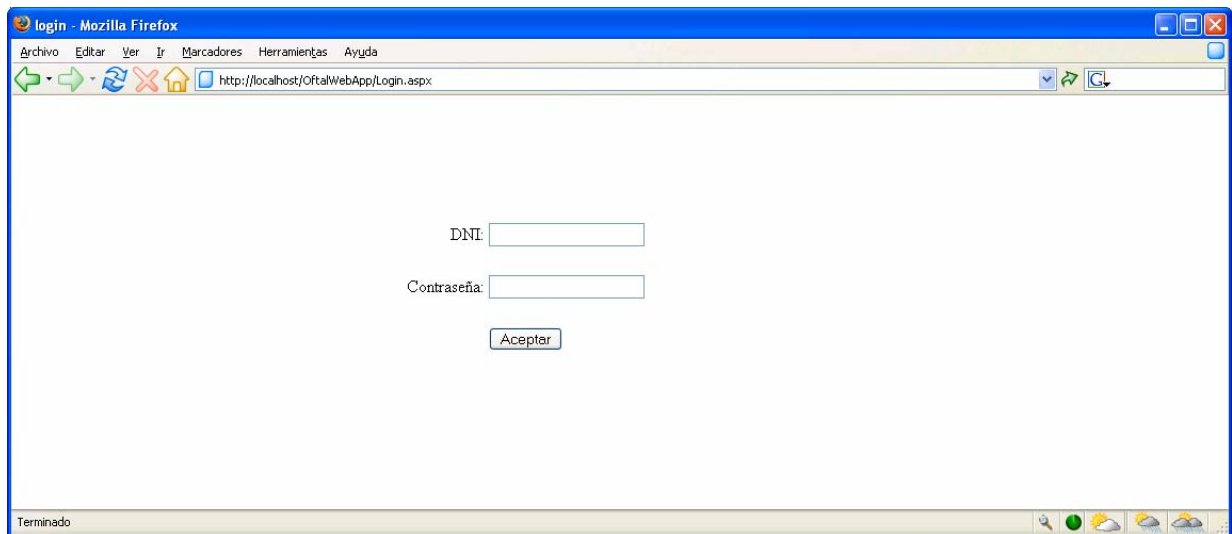 login - Mozilla Firefox
Archivo Editar Ver Ir Marcadores Herramientas Ayuda
http://localhost/OftalWebApp/Login.aspx
G
DNI:
Contraseña:
Aceptar
Terminado